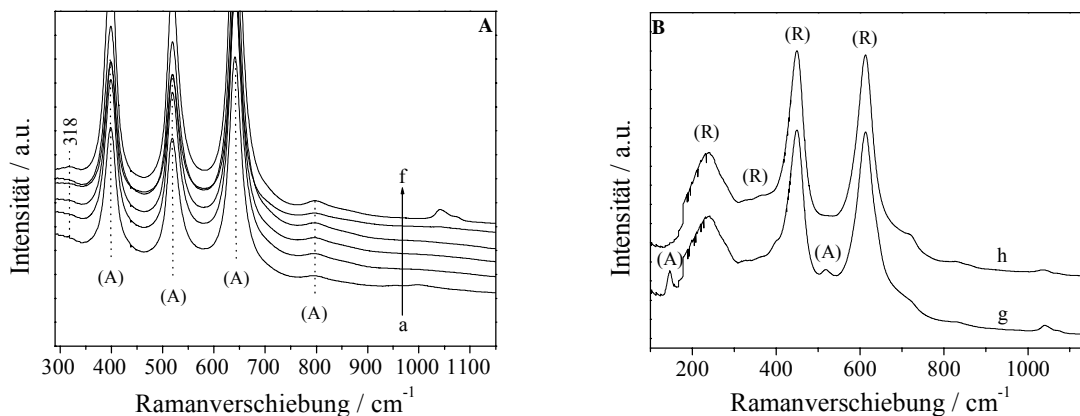 A
Intensität / a.u.
318
f
(A)
(A)
(A)
(A)
a
300 400 500 600 700 800 900 1000 1100
Ramanverschiebung / cm-1
B
Intensität / a.u.
(R)
(R)
(R)
(R)
(A)
(A)
h
g
200 400 600 800 1000
Ramanverschiebung / cm-1